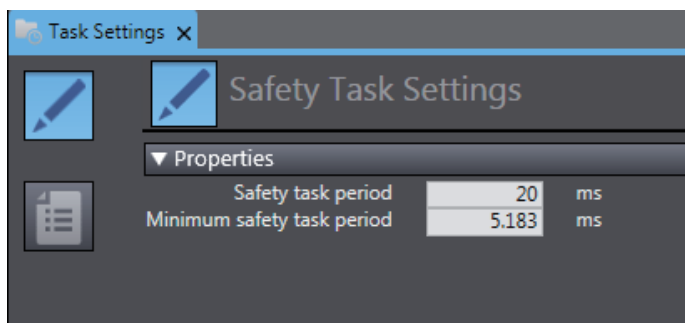 Task Settings
Safety Task Settings
Properties
Safety task period 20 ms
Minimum safety task period 5.183 ms